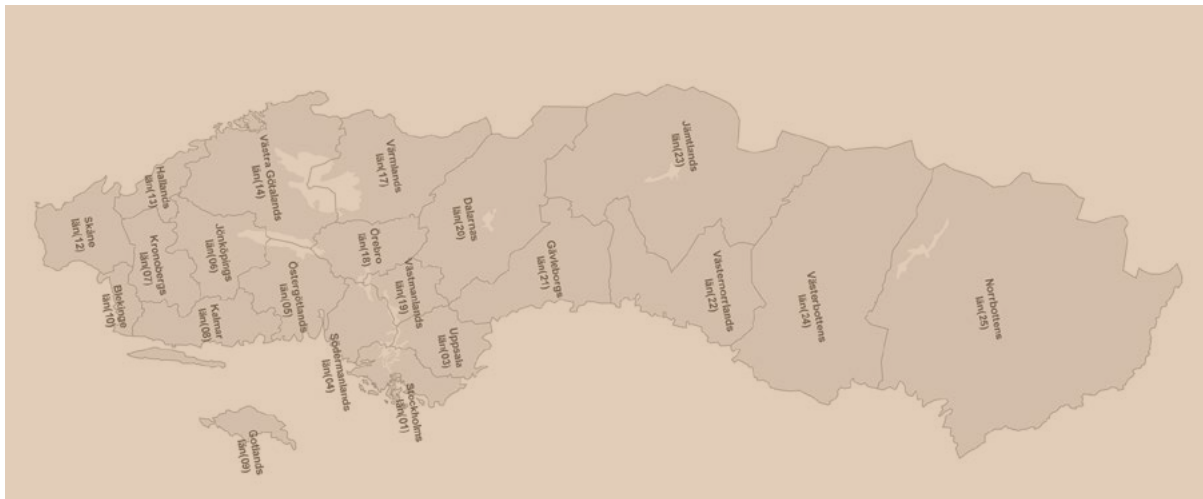 Jämtlands
län(23)
Norrbottens
län(25)
Västerbottens
län(24)
Västernorrlands
län(22)
Gävleborgs
län(21)
Dalarnas
län(20)
Värmlands
län(17)
Örebro
län(18)
Västmanlands
län(19)
Uppsala
län(03)
Stockholms
län(01)
Södermanlands
län(04)
Östergötlands
län(05)
Västra Götalands
län(14)
Jönköpings
län(06)
Hallands
län(13)
Kronobergs
län(07)
Kalmar
län(08)
Skåne
län(12)
Blekinge
län(10)
Gotlands
län(09)